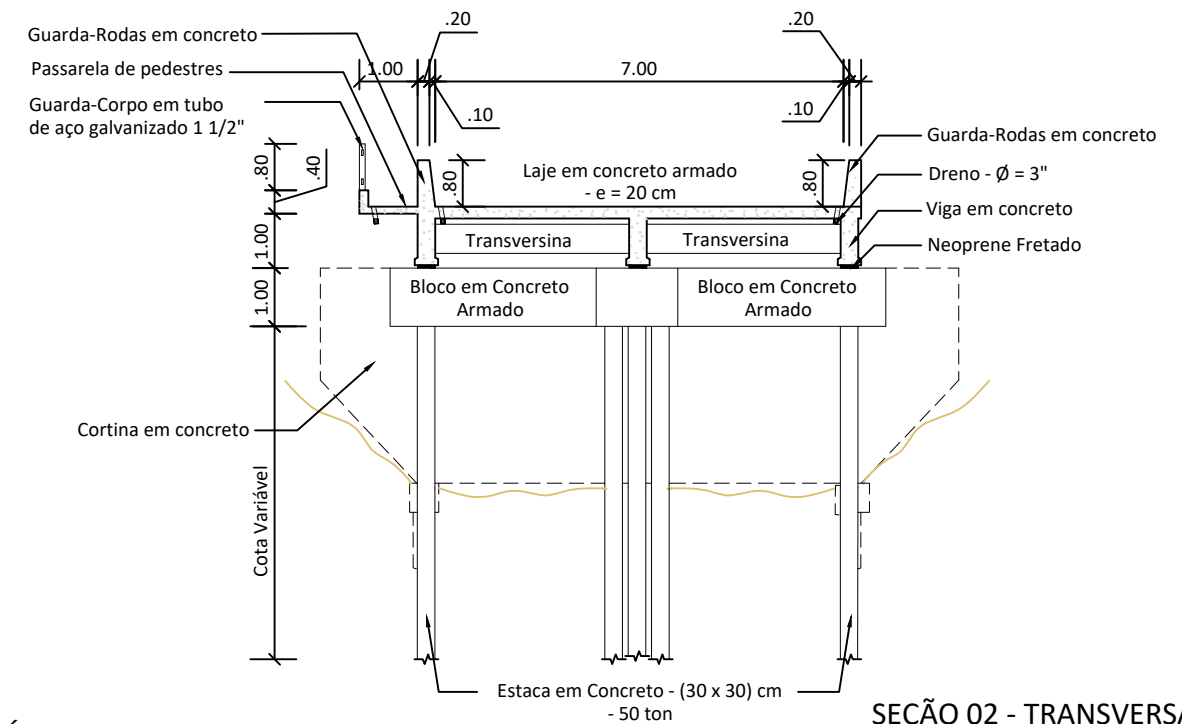 .20
.20
Guarda-Rodas em concreto
Passarela de pedestres
1.00
7.00
Guarda-Corpo em tubo
de aço galvanizado 1 1/2"
.10
.10
Guarda-Rodas em concreto
.80
.40
.80
Laje em concreto armado
- e = 20 cm
.80
Dreno - Ø = 3"
Viga em concreto
1.00
Transversina
Transversina
Neoprene Fretado
1.00
Bloco em Concreto
Armado
Bloco em Concreto
Armado
Cortina em concreto
Cota Variável
Estaca em Concreto - (30 x 30) cm
- 50 ton
SEÇÃO 02 - TRANSVERSA